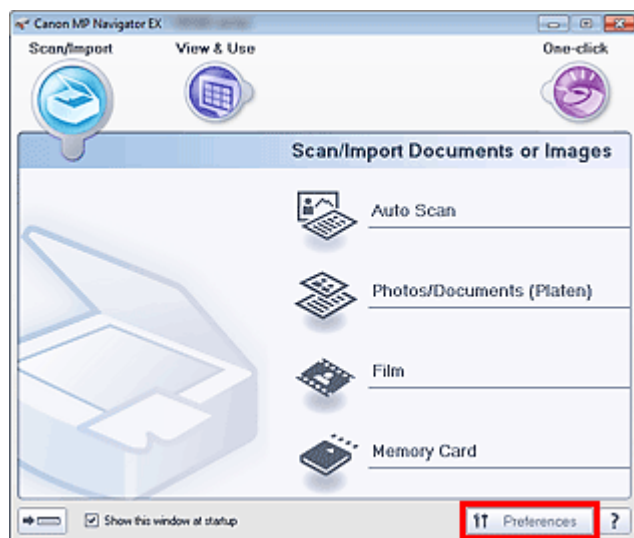 Canon MP Navigator EX
Scan/Import
View & Use
One-click
Scan/Import Documents or Images
Auto Scan
Photos/Documents (Platen)
Film
Memory Card
Show this window at startup
Preferences
?